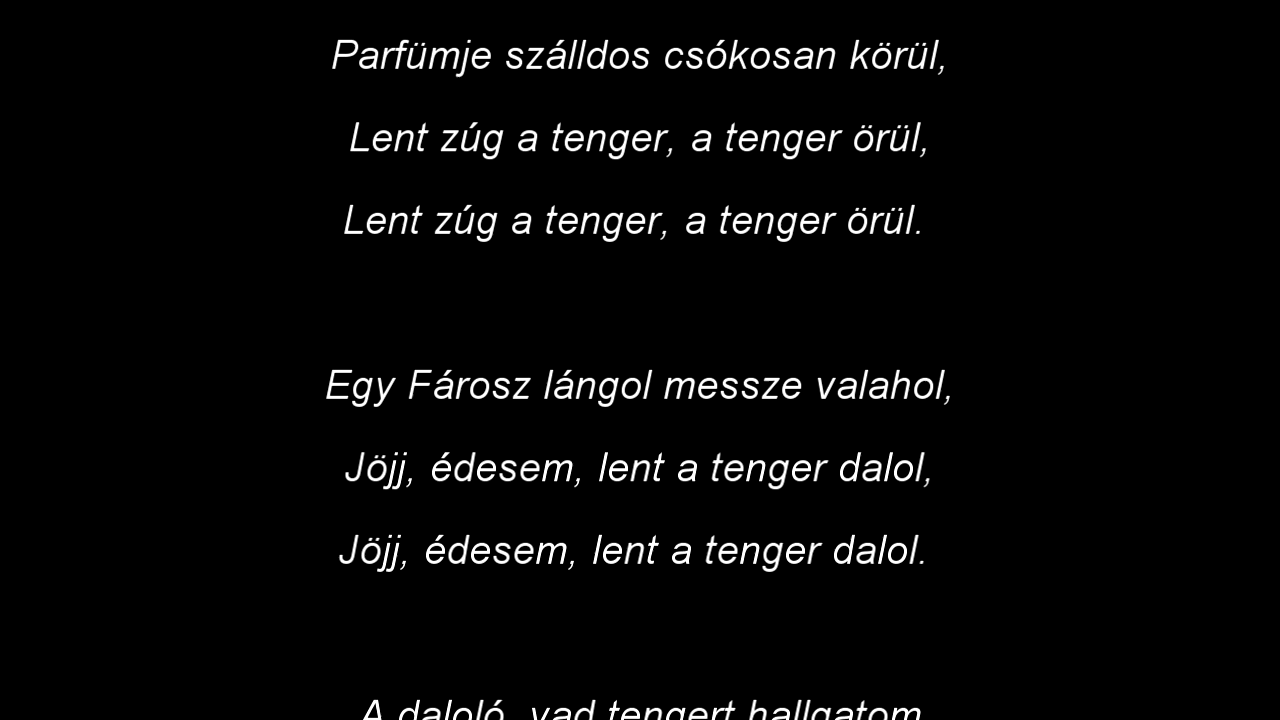 Parfümje szálldos csókosan körül,
Lent zúg a tenger, a tenger örül,
Lent zúg a tenger, a tenger örül.
Egy Fárosz lángol messze valahol,
Jöjj, édesem, lent a tenger dalol,
Jöjj, édesem, lent a tenger dalol.
A daloló, vad tengert hallgatom